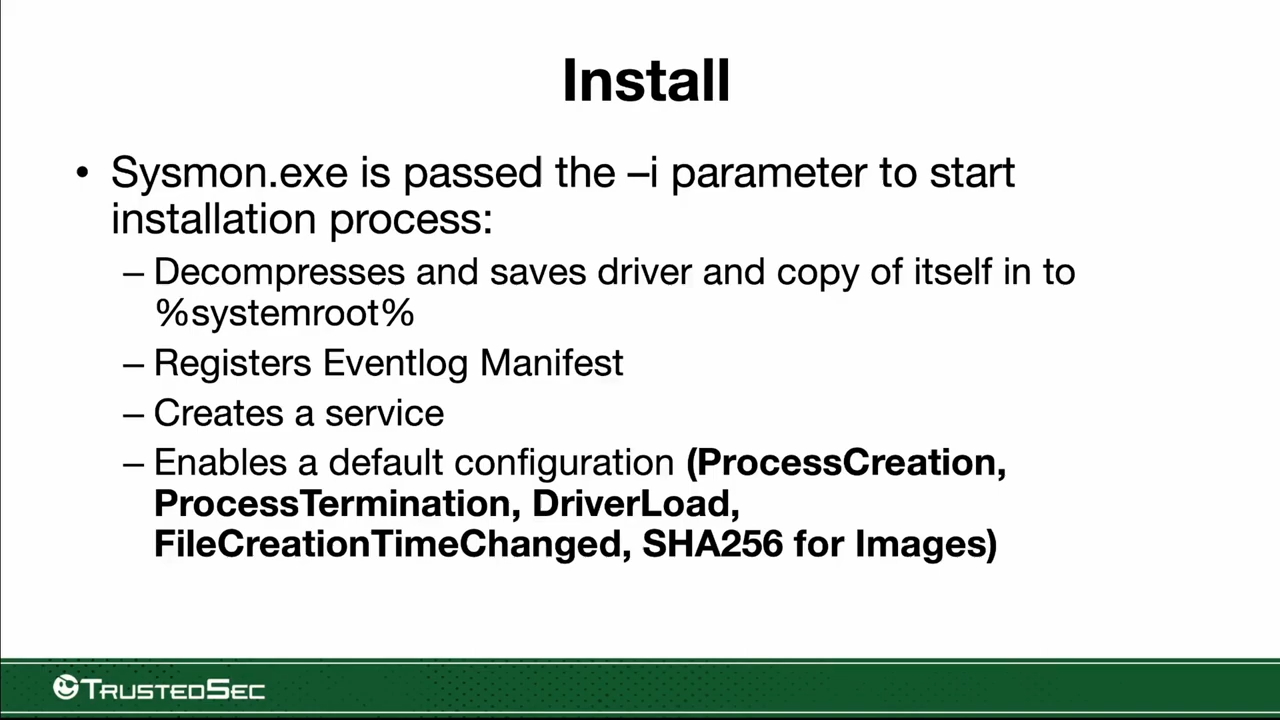 Install
• Sysmon.exe is passed the –i parameter to start
installation process:
– Decompresses and saves driver and copy of itself in to
%systemroot%
– Registers Eventlog Manifest
– Creates a service
– Enables a default configuration (ProcessCreation,
ProcessTermination, DriverLoad,
FileCreationTimeChanged, SHA256 for Images)
TRUSTEDSEC